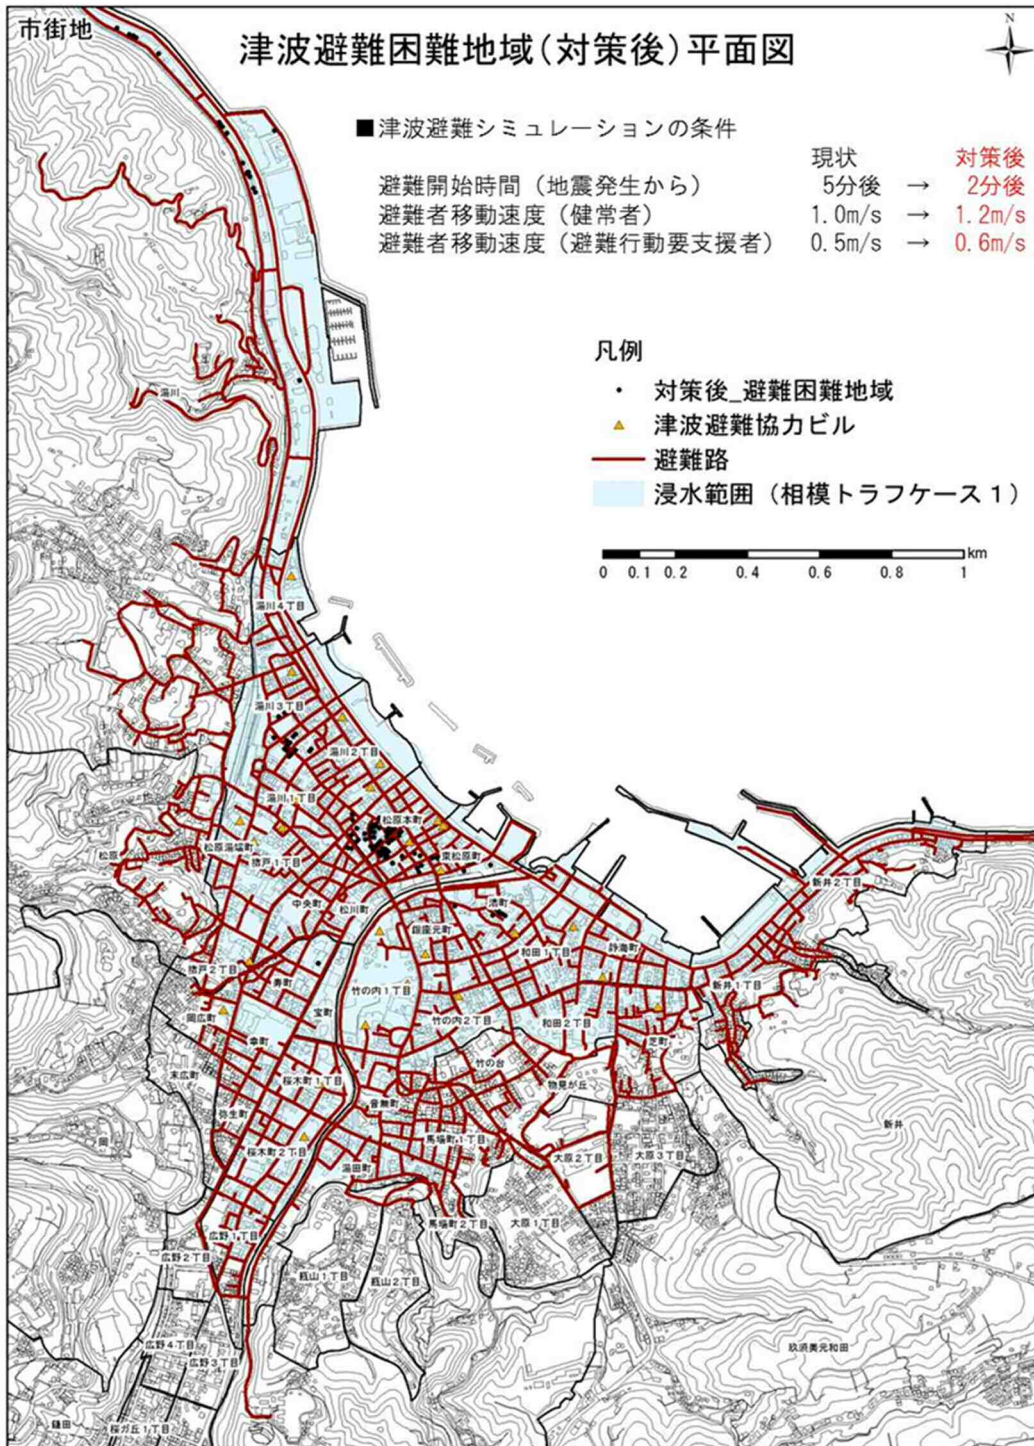 市街地
N
津波避難困難地域(対策後)平面図
■津波避難シミュレーションの条件
現状 対策後
避難開始時間(地震発生から) 5分後 → 2分後
避難者移動速度(健常者) 1.0m/s → 1.2m/s
避難者移動速度(避難行動要支援者) 0.5m/s → 0.6m/s
凡例
対策後_避難困難地域
津波避難協力ビル
避難路
浸水範囲(相模トラフケース1)
km
0 0.1 0.2 0.4 0.6 0.8 1
湯川
湯川4丁目
湯川3丁目
湯川2丁目
湯川1丁目
松原本町
松原湯端町
松原
猪戸1丁目
東松原町
新井2丁目
中央町
松川町
渚町
銀座元町
和田1丁目
静海町
猪戸2丁目
寿町
新井1丁目
竹の内1丁目
岡広町
宝町
竹の内2丁目
和田2丁目
幸町
芝町
末広町
竹の台
桜木町1丁目
物見が丘
音無町
弥生町
新井
岡
馬場町1丁目
桜木町2丁目
大原2丁目
大原3丁目
湯田町
馬場町2丁目
大原1丁目
広野1丁目
広野2丁目
瓶山1丁目
瓶山2丁目
広野4丁目
玖須美元和田
広野3丁目
鎌田
桜ガ丘1丁目